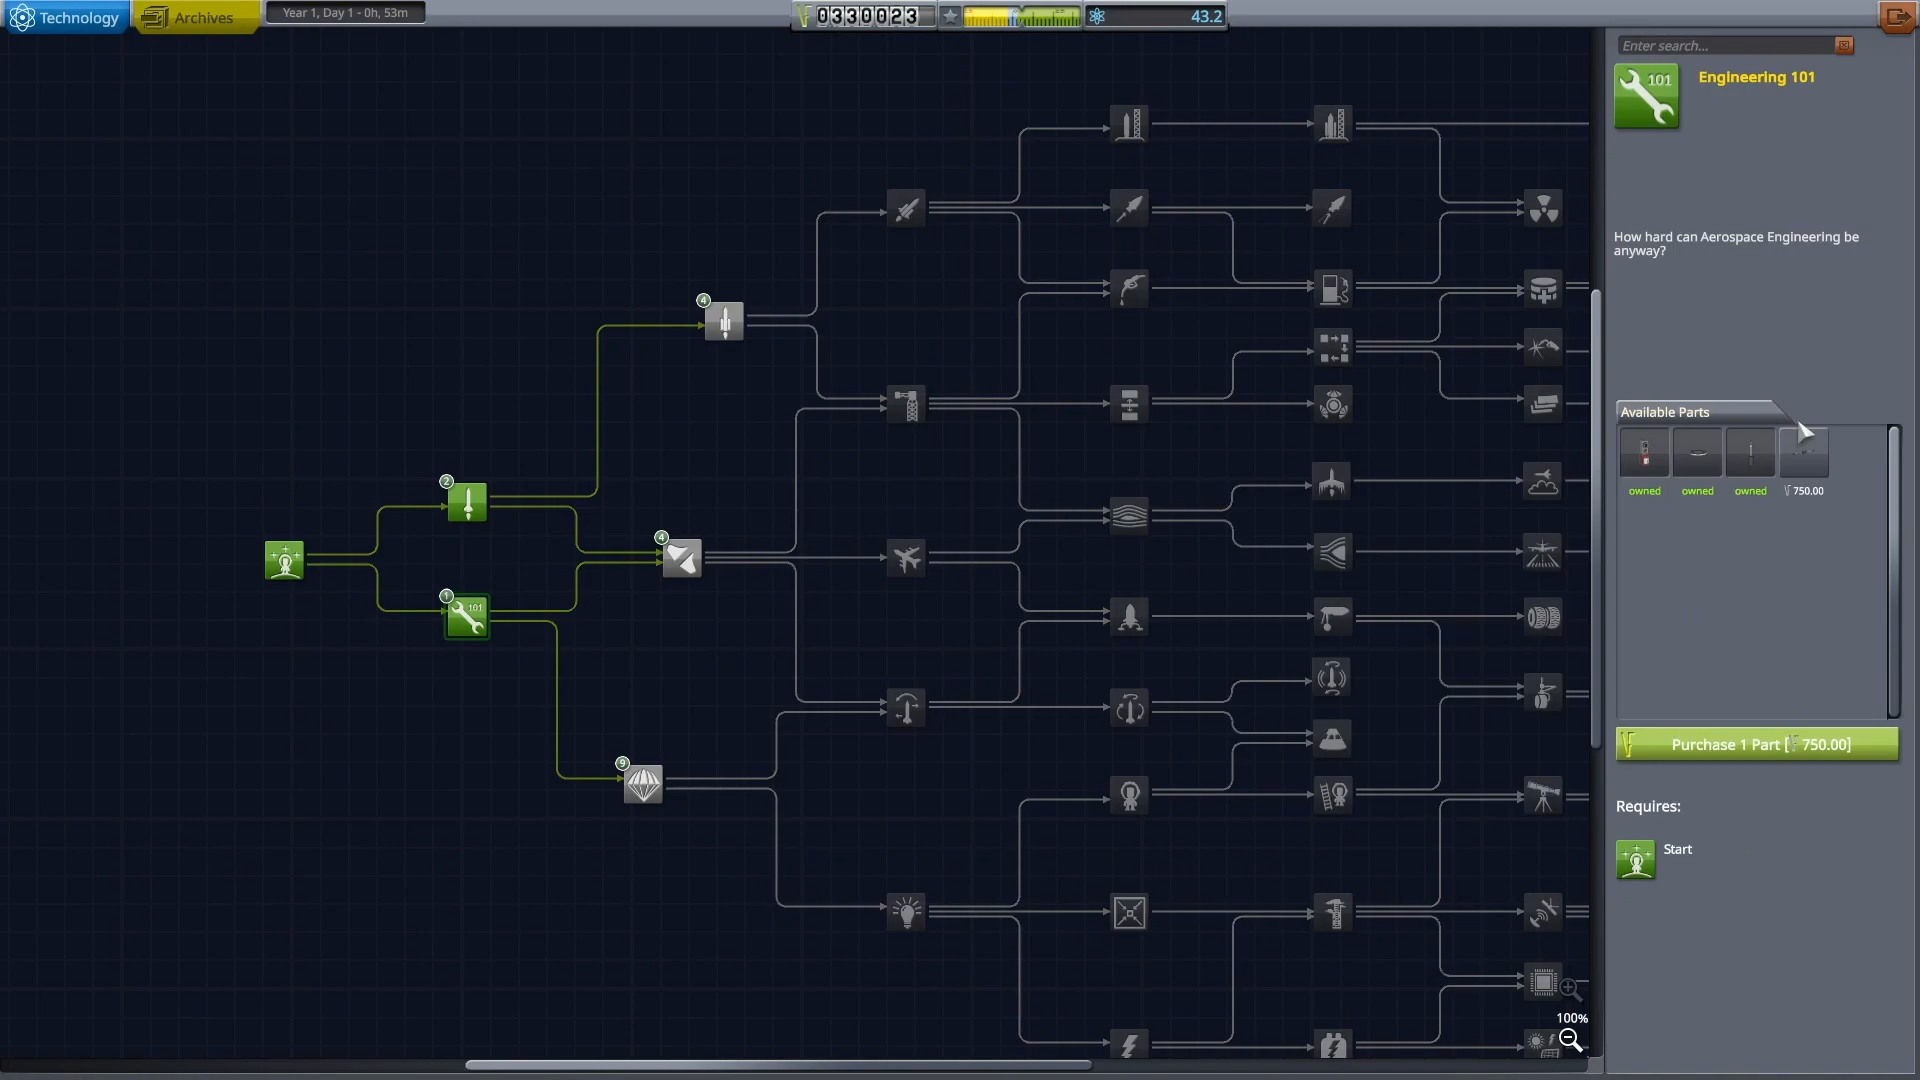 Technology
Archives
Year 1, Day 1 - 0h, 53m
0330023
43.2
Enter search...
101
Engineering 101
How hard can Aerospace Engineering be
anyway?
4
Available Parts
owned
owned
owned
750.00
2
4
1
101
Purchase 1 Part [ 750.00]
9
Requires:
Start
100%